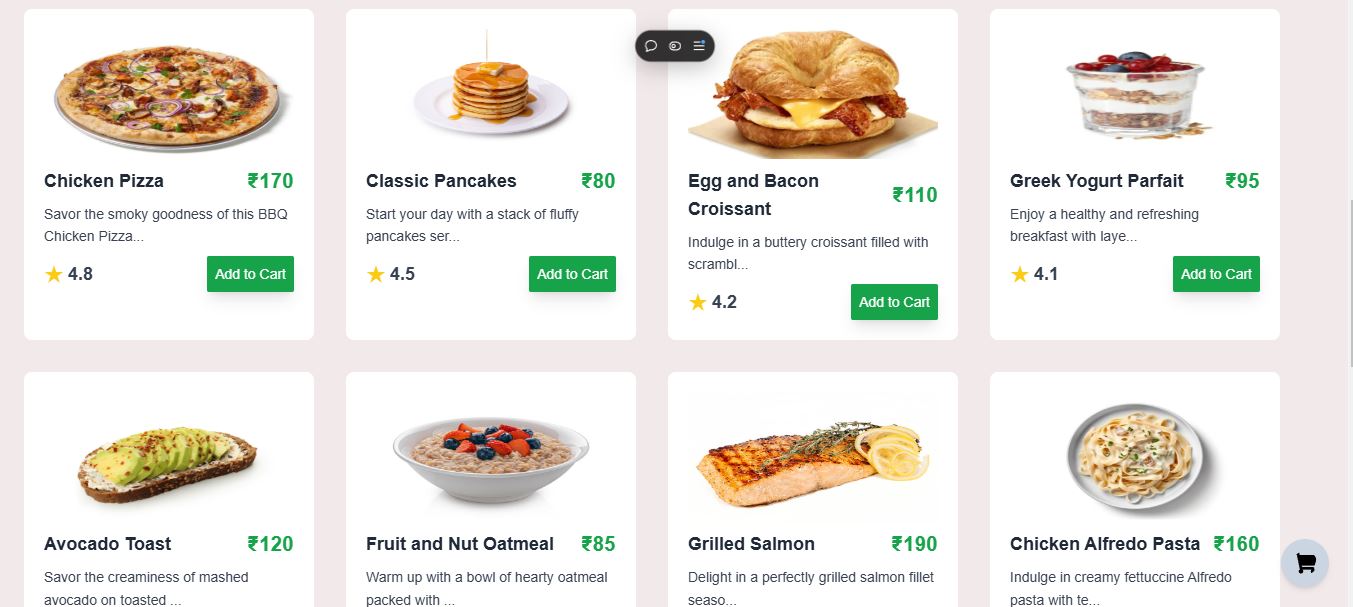 Chicken Pizza ₹170
Savor the smoky goodness of this BBQ
Chicken Pizza...
★ 4.8 Add to Cart
Classic Pancakes ₹80
Start your day with a stack of fluffy
pancakes ser...
★ 4.5 Add to Cart
Egg and Bacon
Croissant
₹110
Indulge in a buttery croissant filled with
scrambl...
★ 4.2 Add to Cart
Greek Yogurt Parfait ₹95
Enjoy a healthy and refreshing
breakfast with laye...
★ 4.1 Add to Cart
Avocado Toast ₹120
Savor the creaminess of mashed
avocado on toasted ...
Fruit and Nut Oatmeal ₹85
Warm up with a bowl of hearty oatmeal
packed with ...
Grilled Salmon ₹190
Delight in a perfectly grilled salmon fillet
seaso...
Chicken Alfredo Pasta ₹160
Indulge in creamy fettuccine Alfredo
pasta with te...